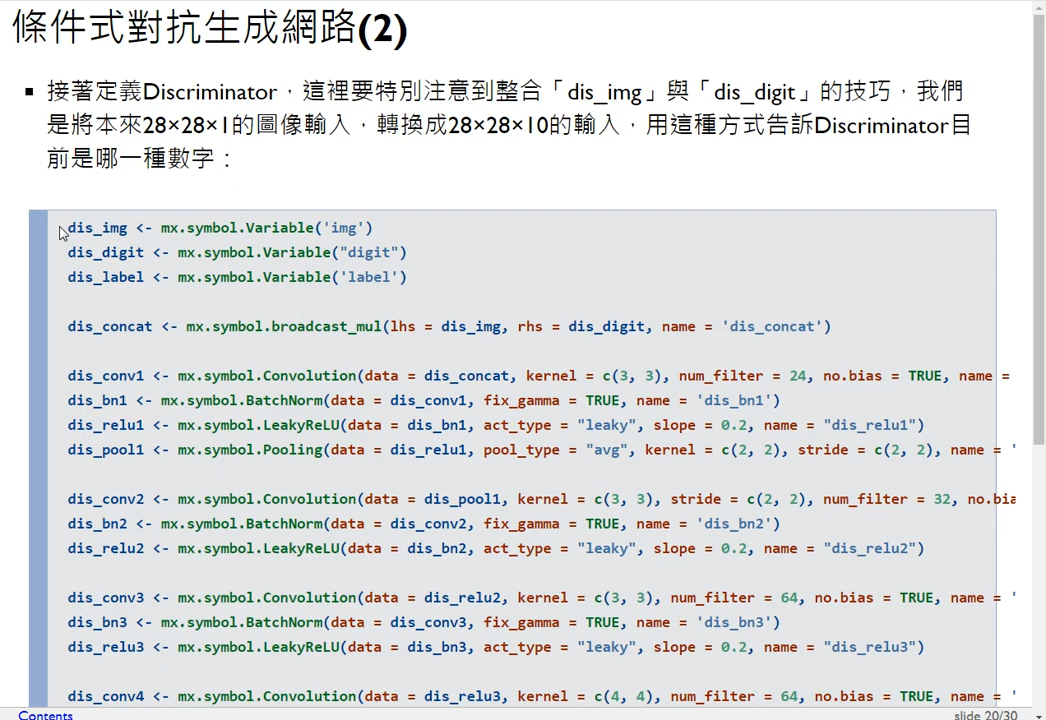 條件式對抗生成網路(2)
接著定義Discriminator，這裡要特別注意到整合「dis_img」與「dis_digit」的技巧，我們
是將本來28×28×1的圖像輸入，轉換成28×28×10的輸入，用這種方式告訴Discriminator目
前是哪一種數字：
dis_img <- mx.symbol.Variable('img')
dis_digit <- mx.symbol.Variable("digit")
dis_label <- mx.symbol.Variable('label')
dis_concat <- mx.symbol.broadcast_mul(lhs = dis_img, rhs = dis_digit, name = 'dis_concat')
dis_conv1 <- mx.symbol.Convolution(data = dis_concat, kernel = c(3, 3), num_filter = 24, no.bias = TRUE, name =
dis_bn1 <- mx.symbol.BatchNorm(data = dis_conv1, fix_gamma = TRUE, name = 'dis_bn1')
dis_relu1 <- mx.symbol.LeakyReLU(data = dis_bn1, act_type = "leaky", slope = 0.2, name = "dis_relu1")
dis_pool1 <- mx.symbol.Pooling(data = dis_relu1, pool_type = "avg", kernel = c(2, 2), stride = c(2, 2), name = '
dis_conv2 <- mx.symbol.Convolution(data = dis_pool1, kernel = c(3, 3), stride = c(2, 2), num_filter = 32, no.bia
dis_bn2 <- mx.symbol.BatchNorm(data = dis_conv2, fix_gamma = TRUE, name = 'dis_bn2')
dis_relu2 <- mx.symbol.LeakyReLU(data = dis_bn2, act_type = "leaky", slope = 0.2, name = "dis_relu2")
dis_conv3 <- mx.symbol.Convolution(data = dis_relu2, kernel = c(3, 3), num_filter = 64, no.bias = TRUE, name = '
dis_bn3 <- mx.symbol.BatchNorm(data = dis_conv3, fix_gamma = TRUE, name = 'dis_bn3')
dis_relu3 <- mx.symbol.LeakyReLU(data = dis_bn3, act_type = "leaky", slope = 0.2, name = "dis_relu3")
dis_conv4 <- mx.symbol.Convolution(data = dis_relu3, kernel = c(4, 4), num_filter = 64, no.bias = TRUE, name = '
Contents
slide 20/30